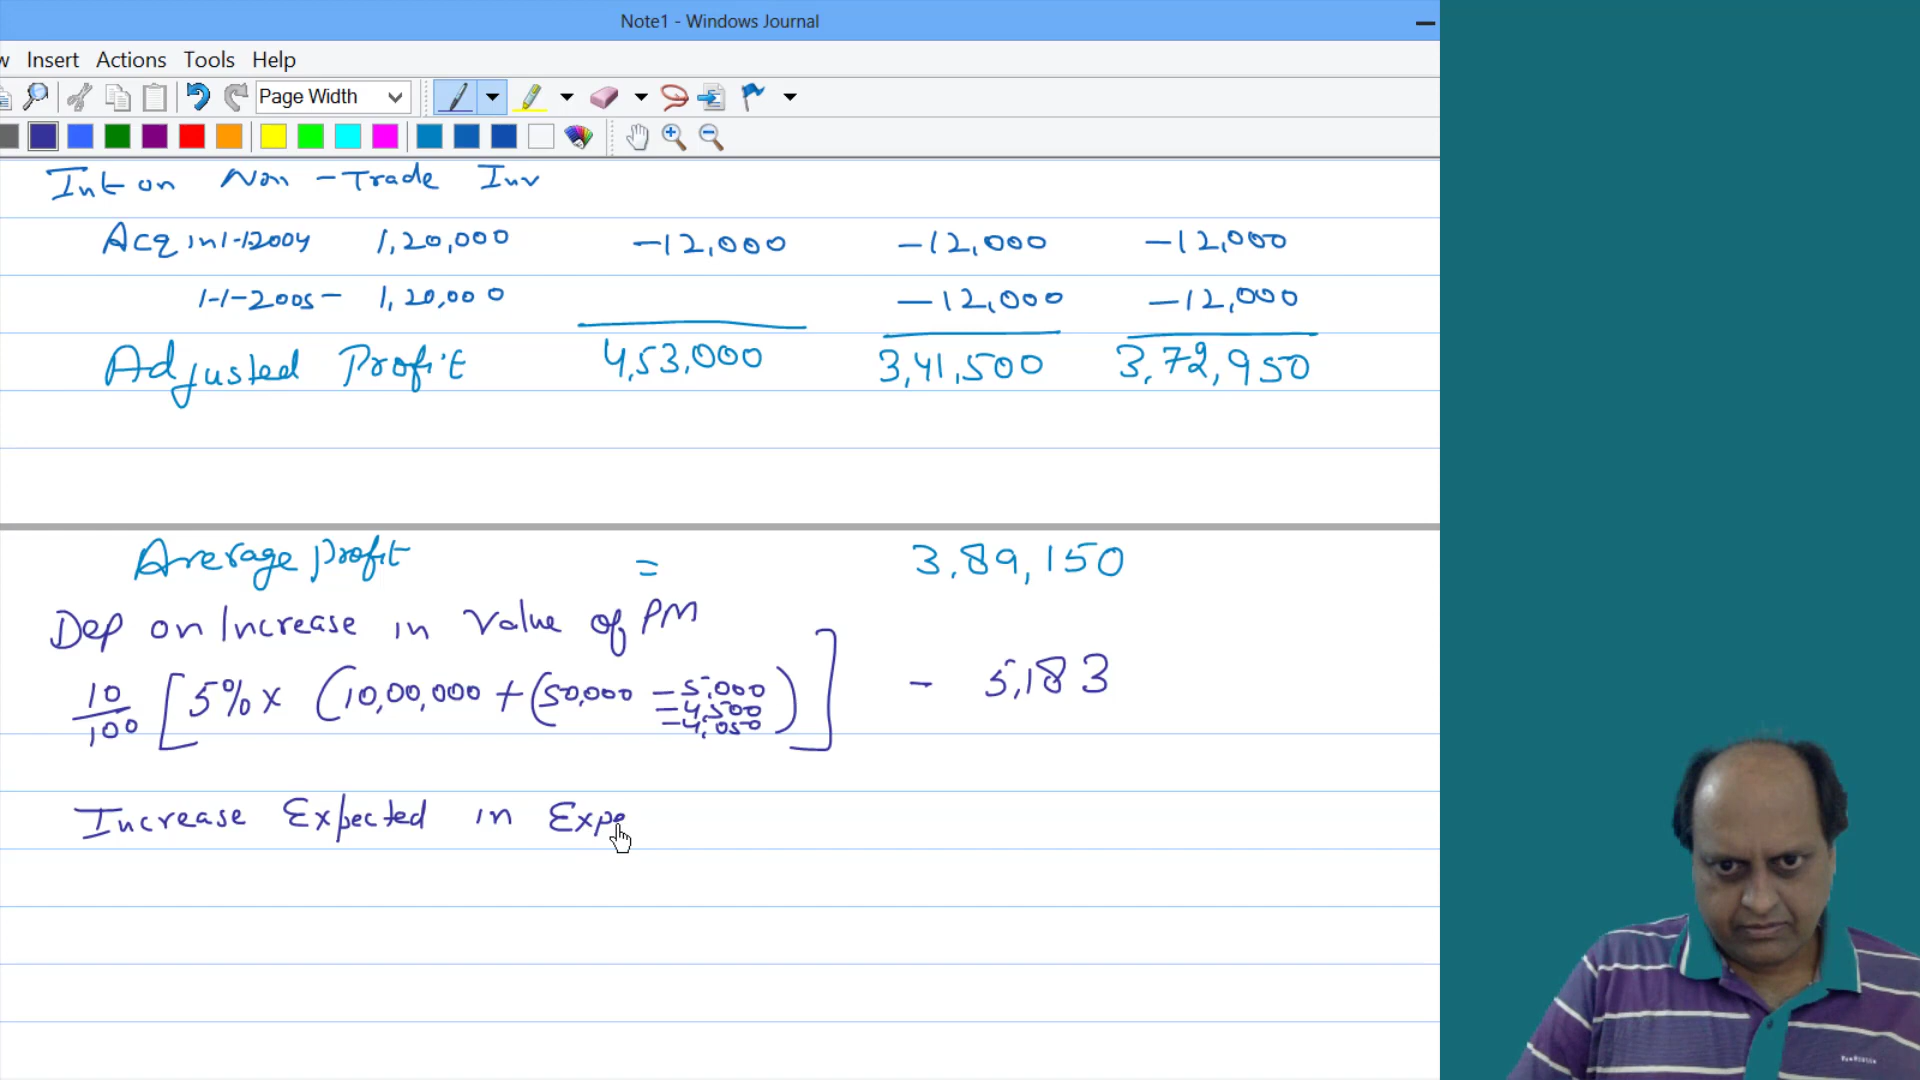 Note1 - Windows Journal
Insert Actions Tools Help
Page Width
Int on Non - Trade Inv
Acq in 1-1-2004 1,20,000 -12,000 -12,000 -12,000
1-1-2005 - 1,20,000 -12,000 -12,000
Adjusted Profit 4,53,000 3,41,500 3,72,950
Average profit = 3,89,150
Dep on Increase in Value of PM
10/100 [5% x (10,00,000 + (50,000 -5,000 -4,500 -4,050)] - 5,183
Increase Expected in Expe